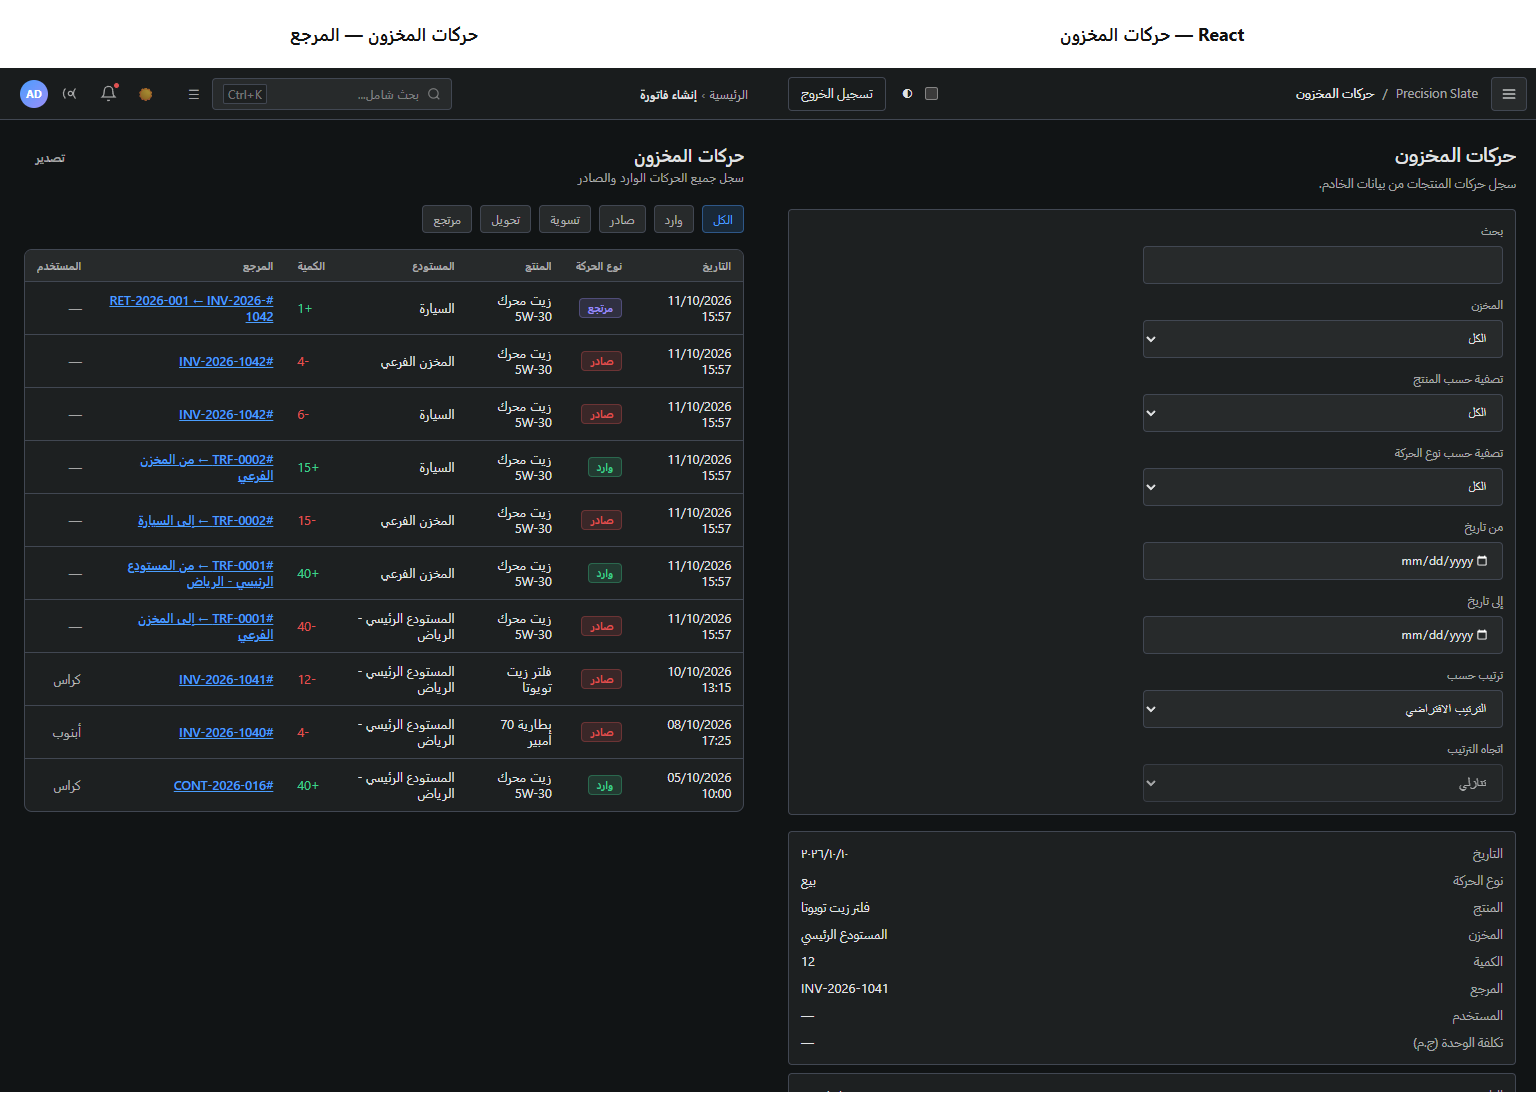 React — حركات المخزون
Precision Slate / حركات المخزون
تسجيل الخروج
حركات المخزون
سجل حركات المنتجات من بيانات الخادم.
بحث
المخزن
الكل
تصفية حسب المنتج
الكل
تصفية حسب نوع الحركة
الكل
من تاريخ
mm/dd/yyyy
إلى تاريخ
mm/dd/yyyy
ترتيب حسب
الترتيب الافتراضي
اتجاه الترتيب
تنازلي
التاريخ ٢٠٢٦/١٠/١٠
نوع الحركة بيع
المنتج فلتر زيت تويوتا
المخزن المستودع الرئيسي
الكمية 12
المرجع INV-2026-1041
المستخدم —
تكلفة الوحدة (ج.م) —
حركات المخزون — المرجع
الرئيسية › إنشاء فاتورة
بحث شامل... Ctrl+K
AD
حركات المخزون
سجل جميع الحركات الوارد والصادر
تصدير
الكل وارد صادر تسوية تحويل مرتجع
التاريخ نوع الحركة المنتج المستودع الكمية المرجع المستخدم
11/10/2026 15:57 مرتجع زيت محرك 5W-30 السيارة +1 RET-2026-001 ← INV-2026-1042# —
11/10/2026 15:57 صادر زيت محرك 5W-30 المخزن الفرعي -4 INV-2026-1042# —
11/10/2026 15:57 صادر زيت محرك 5W-30 السيارة -6 INV-2026-1042# —
11/10/2026 15:57 وارد زيت محرك 5W-30 السيارة +15 #TRF-0002 ← من المخزن الفرعي —
11/10/2026 15:57 صادر زيت محرك 5W-30 المخزن الفرعي -15 #TRF-0002 ← إلى السيارة —
11/10/2026 15:57 وارد زيت محرك 5W-30 المخزن الفرعي +40 #TRF-0001 ← من المستودع الرئيسي - الرياض —
11/10/2026 15:57 صادر زيت محرك 5W-30 المستودع الرئيسي - الرياض -40 #TRF-0001 ← إلى المخزن الفرعي —
10/10/2026 13:15 صادر فلتر زيت تويوتا المستودع الرئيسي - الرياض -12 INV-2026-1041# كراس
08/10/2026 17:25 صادر بطارية 70 أمبير المستودع الرئيسي - الرياض -4 INV-2026-1040# أبنوب
05/10/2026 10:00 وارد زيت محرك 5W-30 المستودع الرئيسي - الرياض +40 CONT-2026-016# كراس